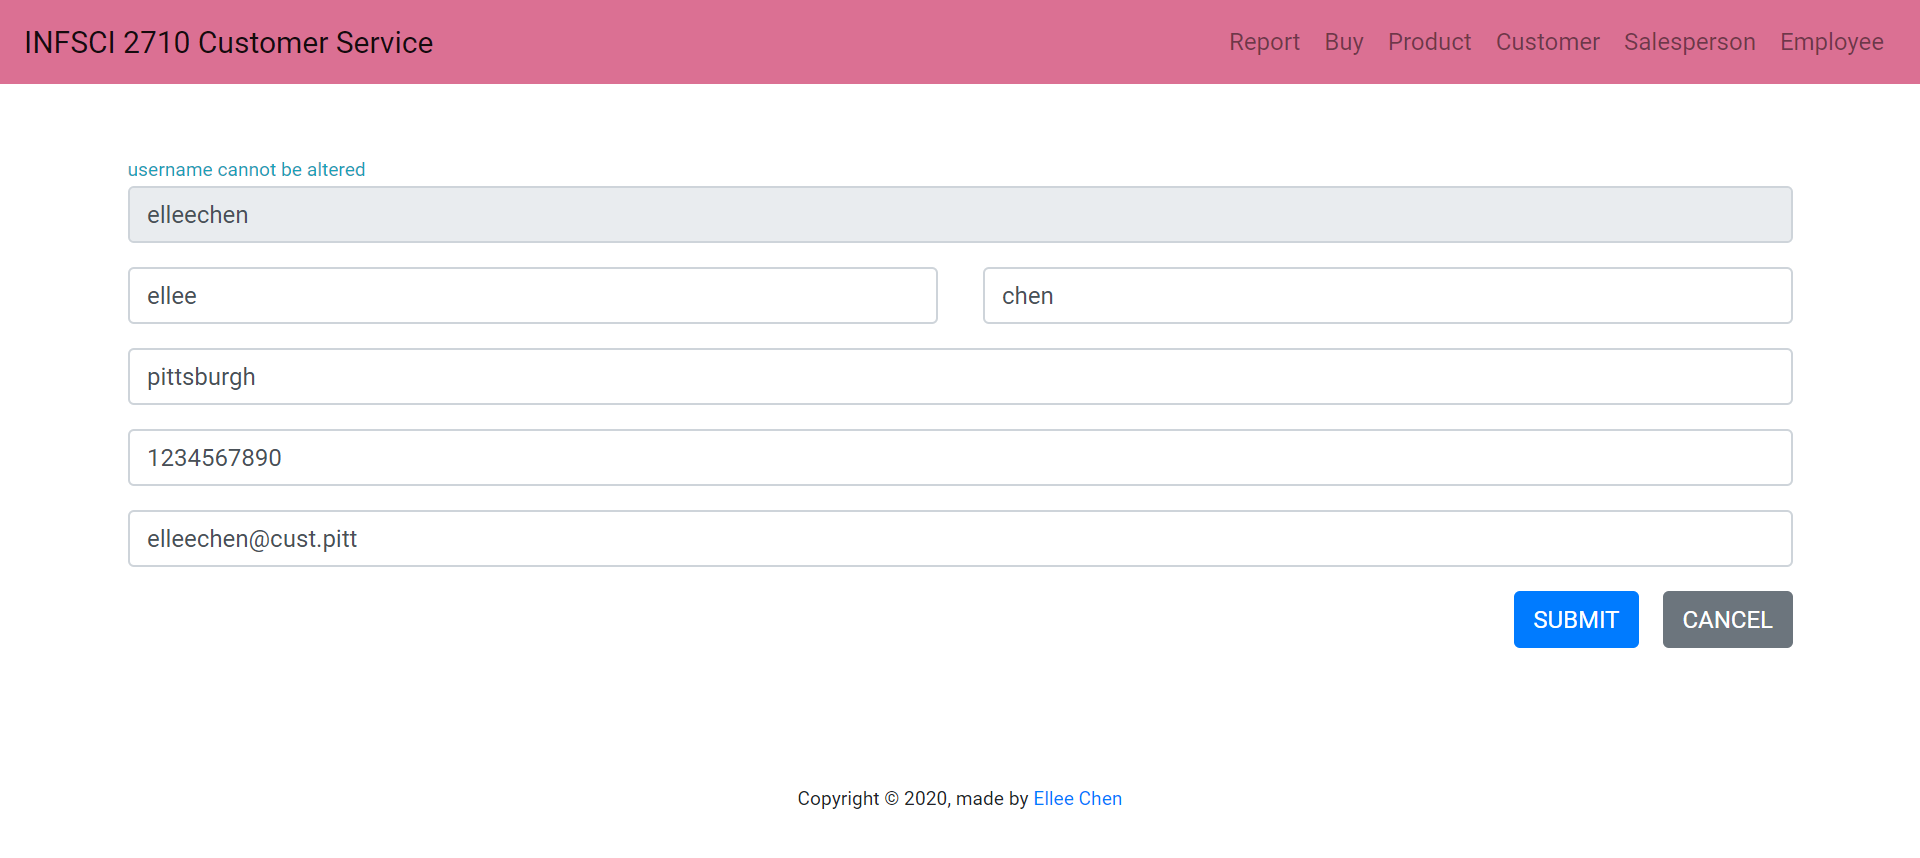 INFSCI 2710 Customer Service Report Buy Product Customer Salesperson Employee
username cannot be altered
elleechen
ellee chen
pittsburgh
1234567890
elleechen@cust.pitt
SUBMIT CANCEL
Copyright © 2020, made by Ellee Chen